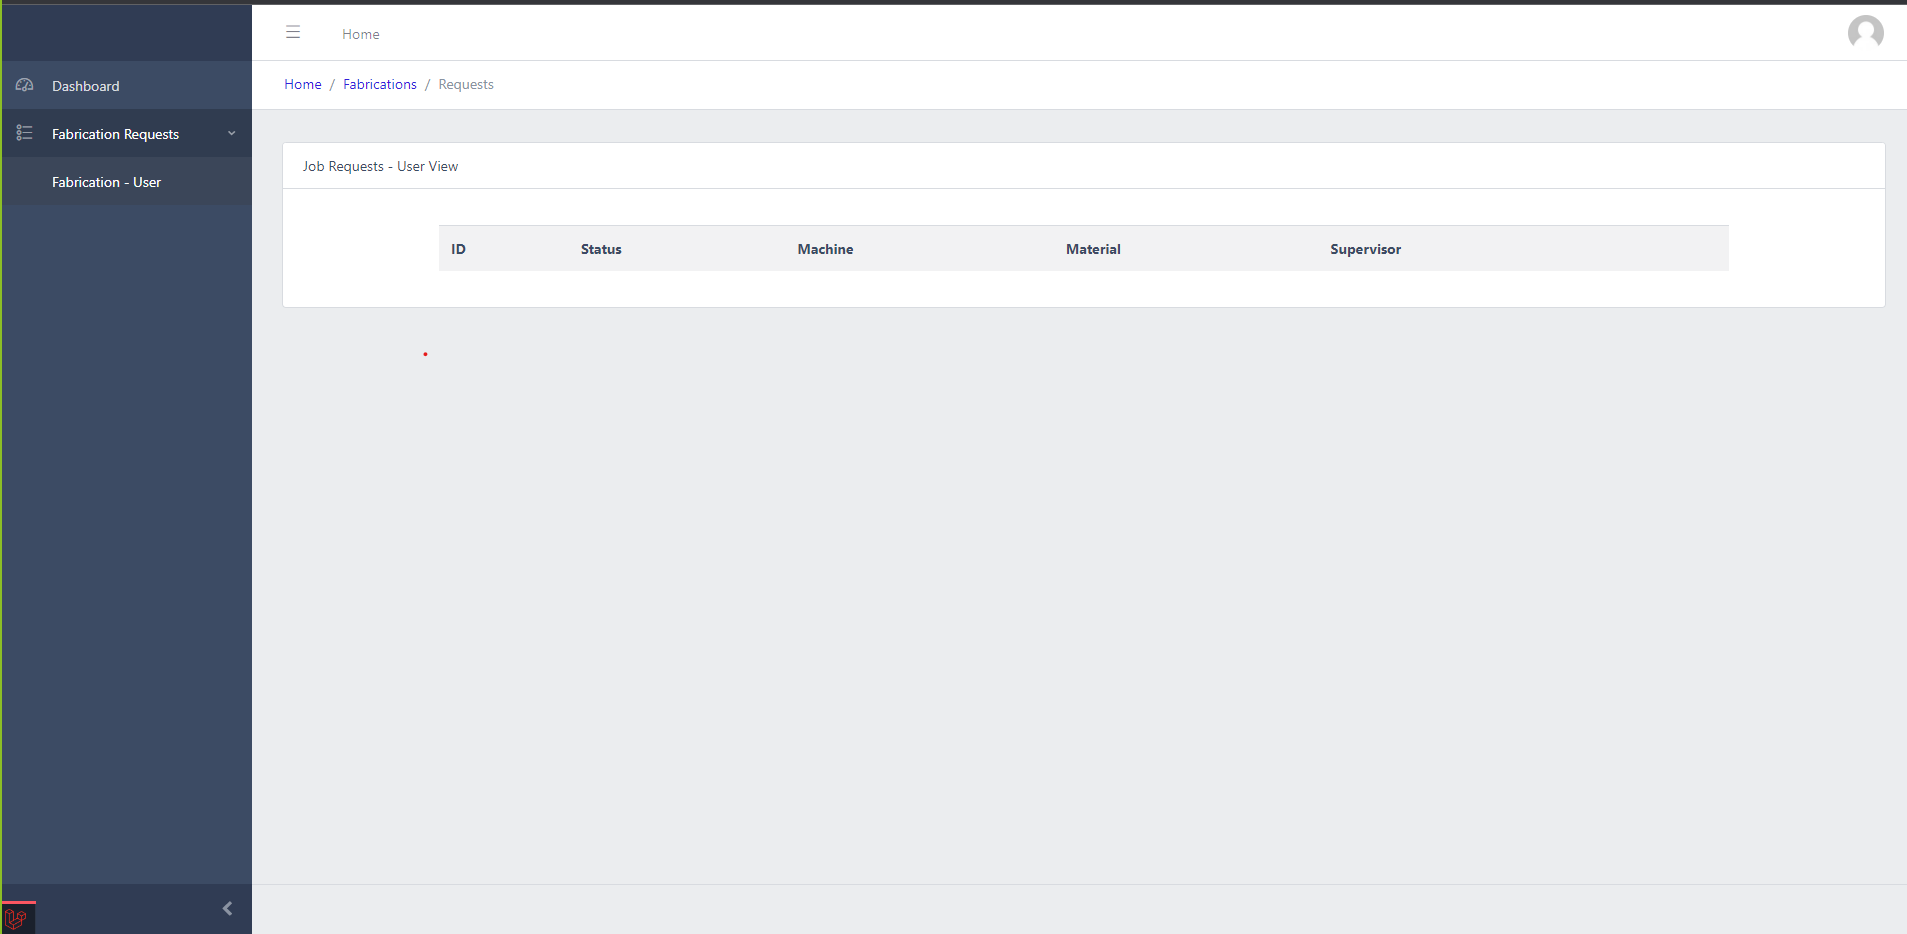 Home
Home / Fabrications / Requests
Dashboard
Fabrication Requests
Fabrication - User
Job Requests - User View
ID Status Machine Material Supervisor